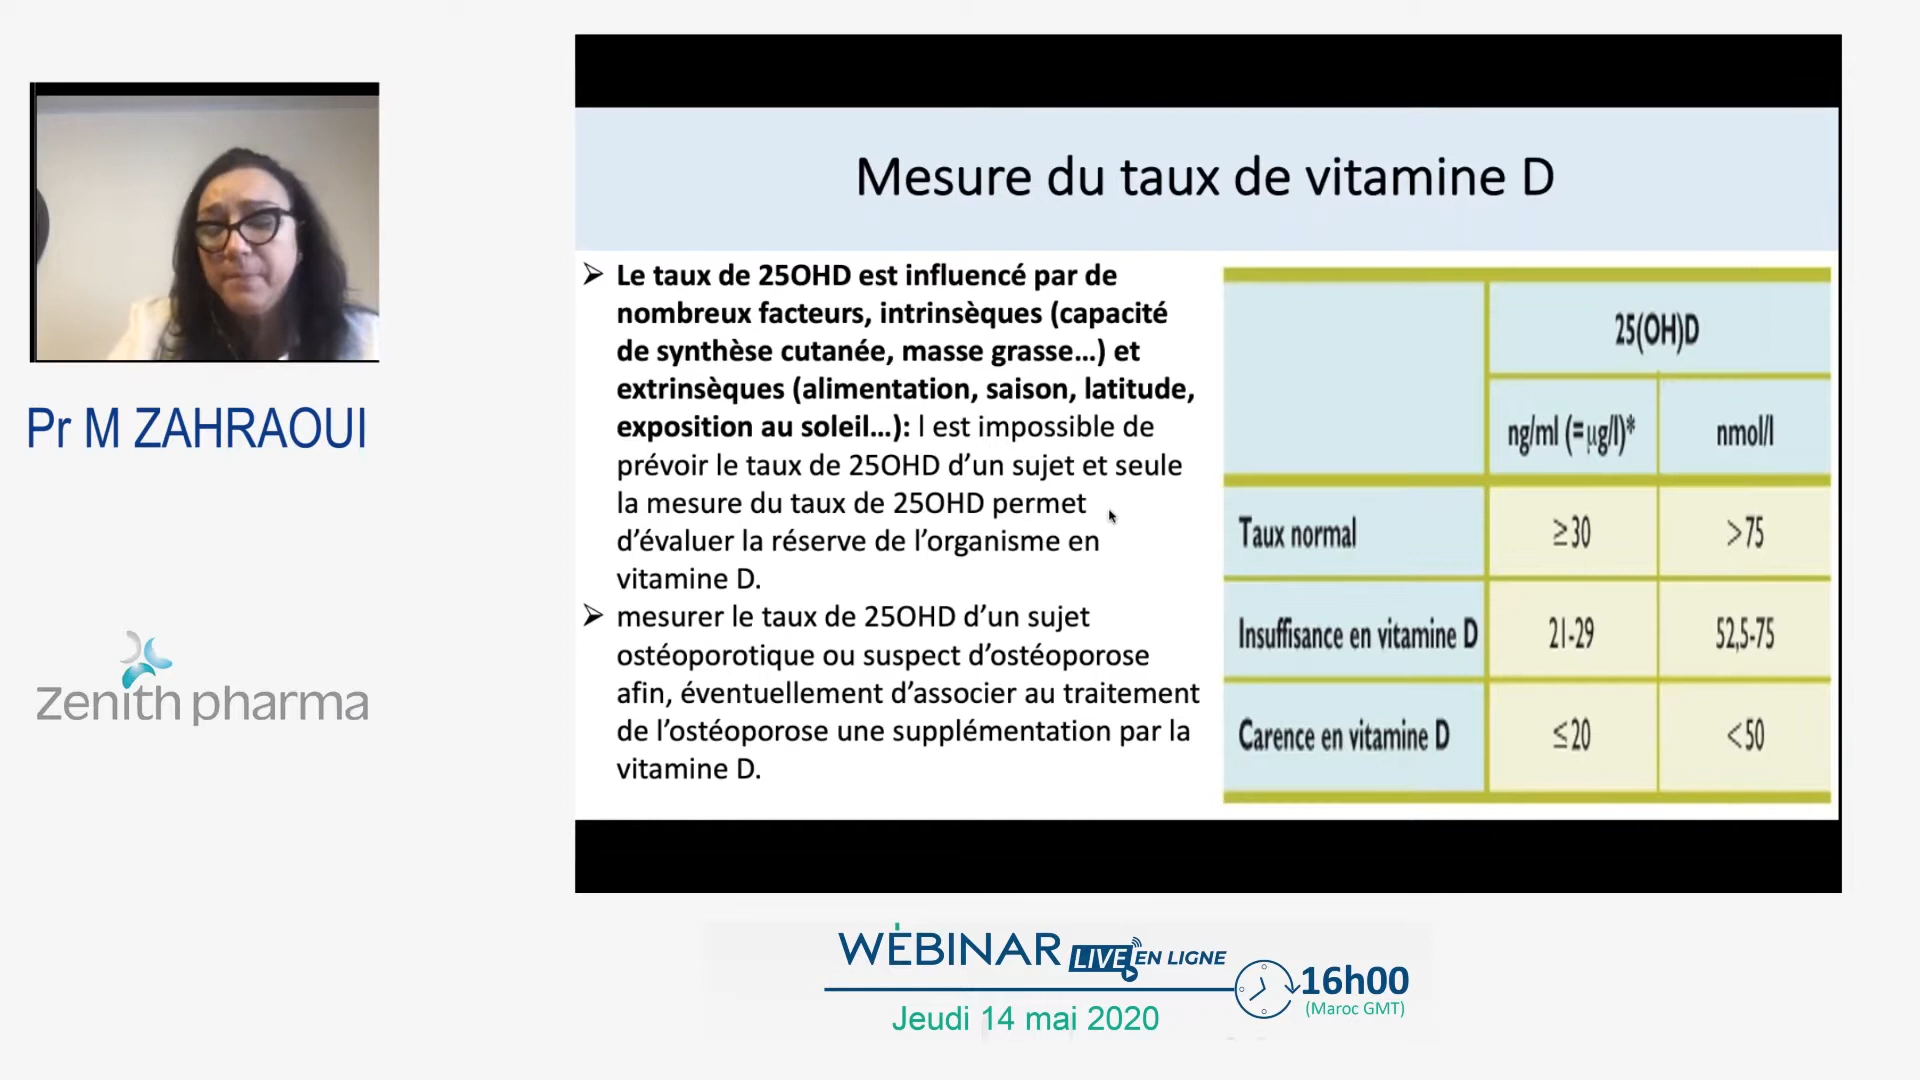 Mesure du taux de vitamine D
➢ Le taux de 25OHD est influencé par de
nombreux facteurs, intrinsèques (capacité
de synthèse cutanée, masse grasse...) et
extrinsèques (alimentation, saison, latitude,
exposition au soleil...): l est impossible de
prévoir le taux de 25OHD d'un sujet et seule
la mesure du taux de 25OHD permet
d'évaluer la réserve de l'organisme en
vitamine D.
➢ mesurer le taux de 25OHD d'un sujet
ostéoporotique ou suspect d'ostéoporose
afin, éventuellement d'associer au traitement
de l'ostéoporose une supplémentation par la
vitamine D.
25(OH)D
ng/ml (=µg/l)* nmol/l
Taux normal ≥30 >75
Insuffisance en vitamine D 21-29 52,5-75
Carence en vitamine D ≤20 <50
Pr M ZAHRAOUI
zenith pharma
WEBINAR LIVE EN LIGNE
16h00
(Maroc GMT)
Jeudi 14 mai 2020